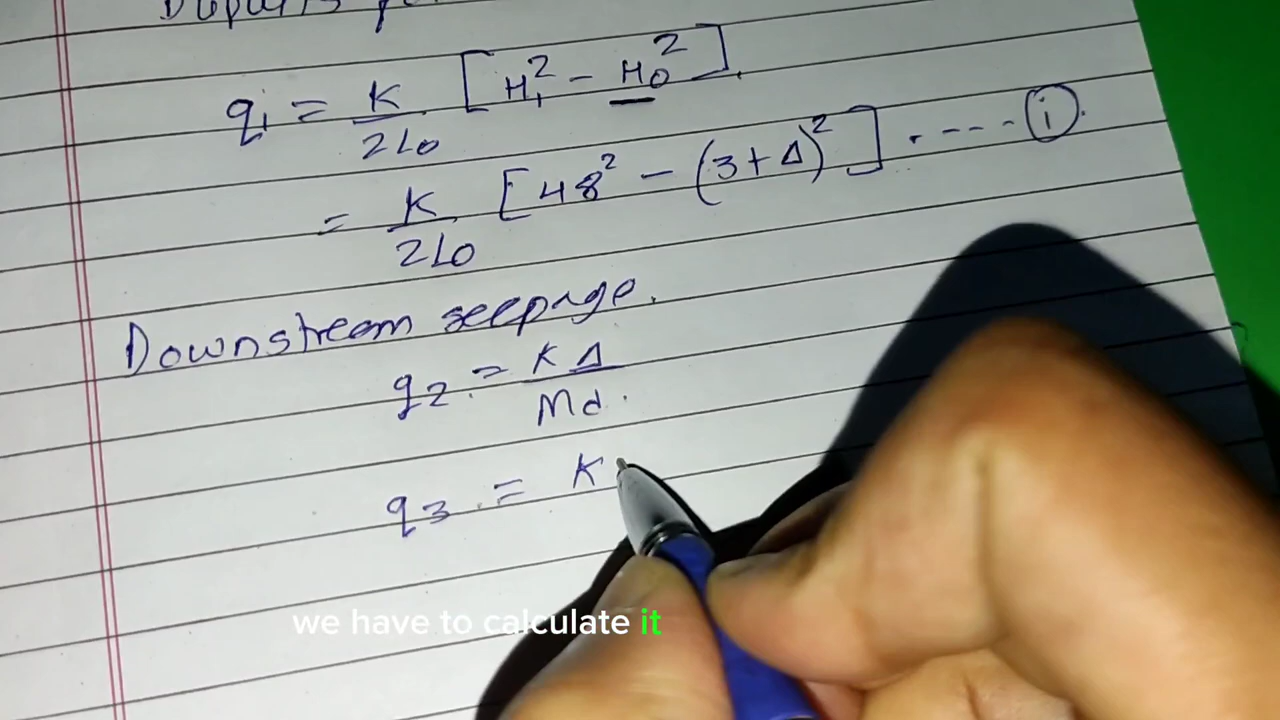 q₁ = K/2L₀ [H₁² - H₀²].
= K/2L₀ [48² - (3+Δ)²] . ---- (i).
Downstream seepage.
q₂ = KΔ/Md.
q₃ = K
we have to calculate it